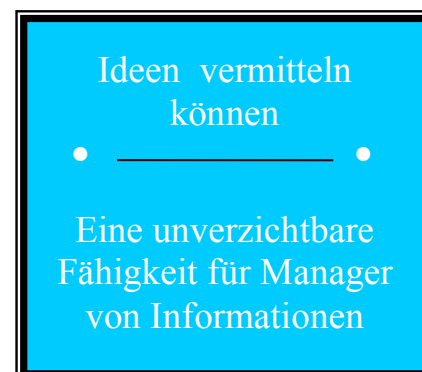 Ideen vermitteln
können
Eine unverzichtbare
Fähigkeit für Manager
von Informationen